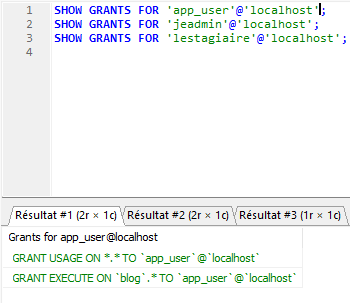 1 SHOW GRANTS FOR 'app_user'@'localhost';
2 SHOW GRANTS FOR 'jeadmin'@'localhost';
3 SHOW GRANTS FOR 'lestagiaire'@'localhost';
4
Résultat #1 (2r × 1c) Résultat #2 (2r × 1c) Résultat #3 (1r × 1c)
Grants for app_user@localhost
GRANT USAGE ON *.* TO `app_user`@`localhost`
GRANT EXECUTE ON `blog`.* TO `app_user`@`localhost`